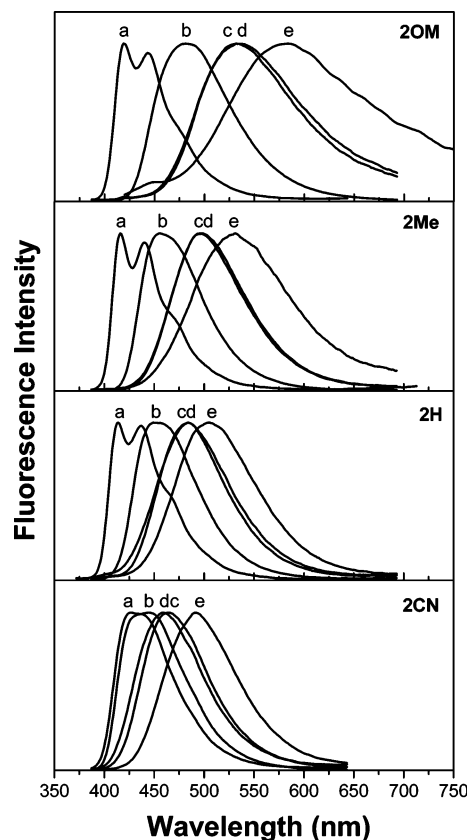 a b c d e 2OM
a b cd e 2Me
a b cd e 2H
a b dc e 2CN
Fluorescence Intensity
350 400 450 500 550 600 650 700 750
Wavelength (nm)